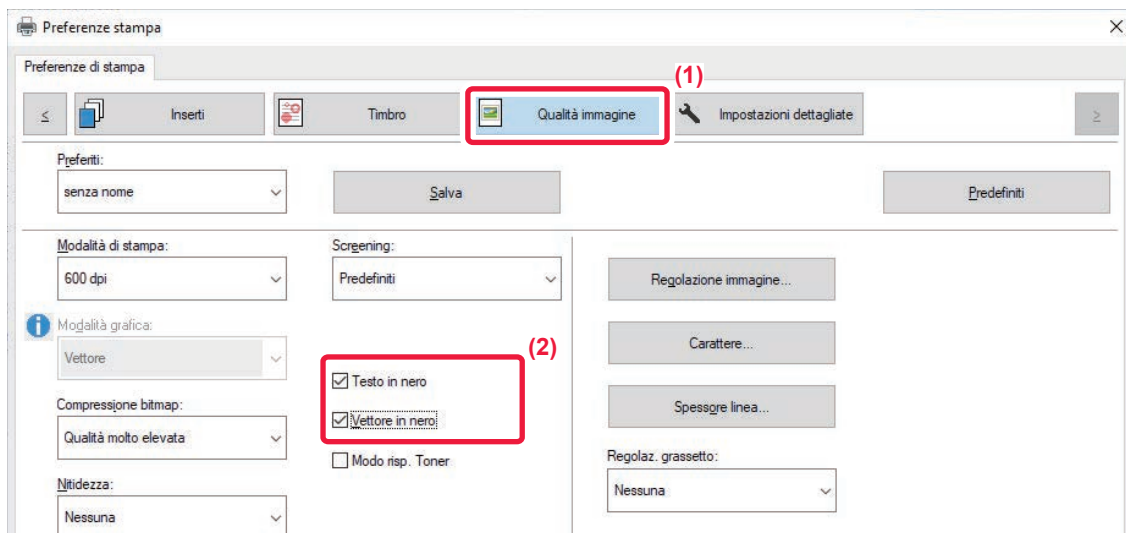 Preferenze stampa
Preferenze di stampa
(1)
≤ Inserti Timbro Qualità immagine Impostazioni dettagliate ≥
Preferiti:
senza nome Salva Predefiniti
Modalità di stampa: Screening:
600 dpi Predefiniti Regolazione immagine...
Modalità grafica:
Vettore (2) Carattere...
Testo in nero
Compressione bitmap: Vettore in nero Spessore linea...
Qualità molto elevata
Modo risp. Toner Regolaz. grassetto:
Nitidezza: Nessuna
Nessuna